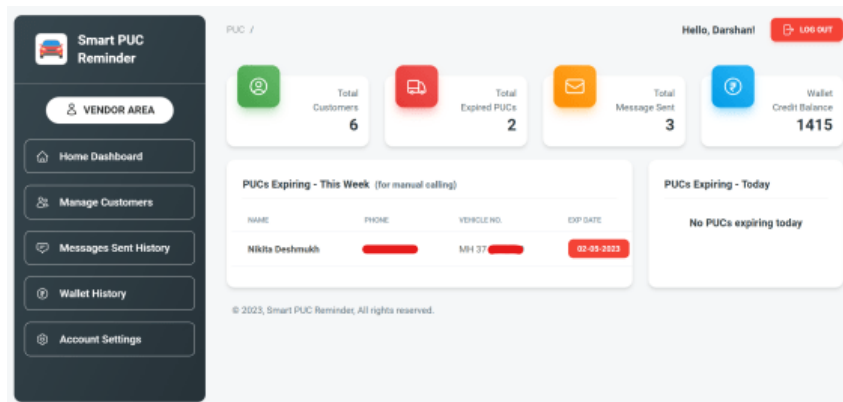 Smart PUC
Reminder
VENDOR AREA
Home Dashboard
Manage Customers
Messages Sent History
Wallet History
Account Settings
PUC /
Hello, Darshan!
LOG OUT
Total
Customers
6
Total
Expired PUCs
2
Total
Message Sent
3
Wallet
Credit Balance
1415
PUCs Expiring - This Week (for manual calling)
NAME PHONE VEHICLE NO. EXP DATE
Nikita Deshmukh MH 37 02-05-2023
PUCs Expiring - Today
No PUCs expiring today
© 2023, Smart PUC Reminder, All rights reserved.